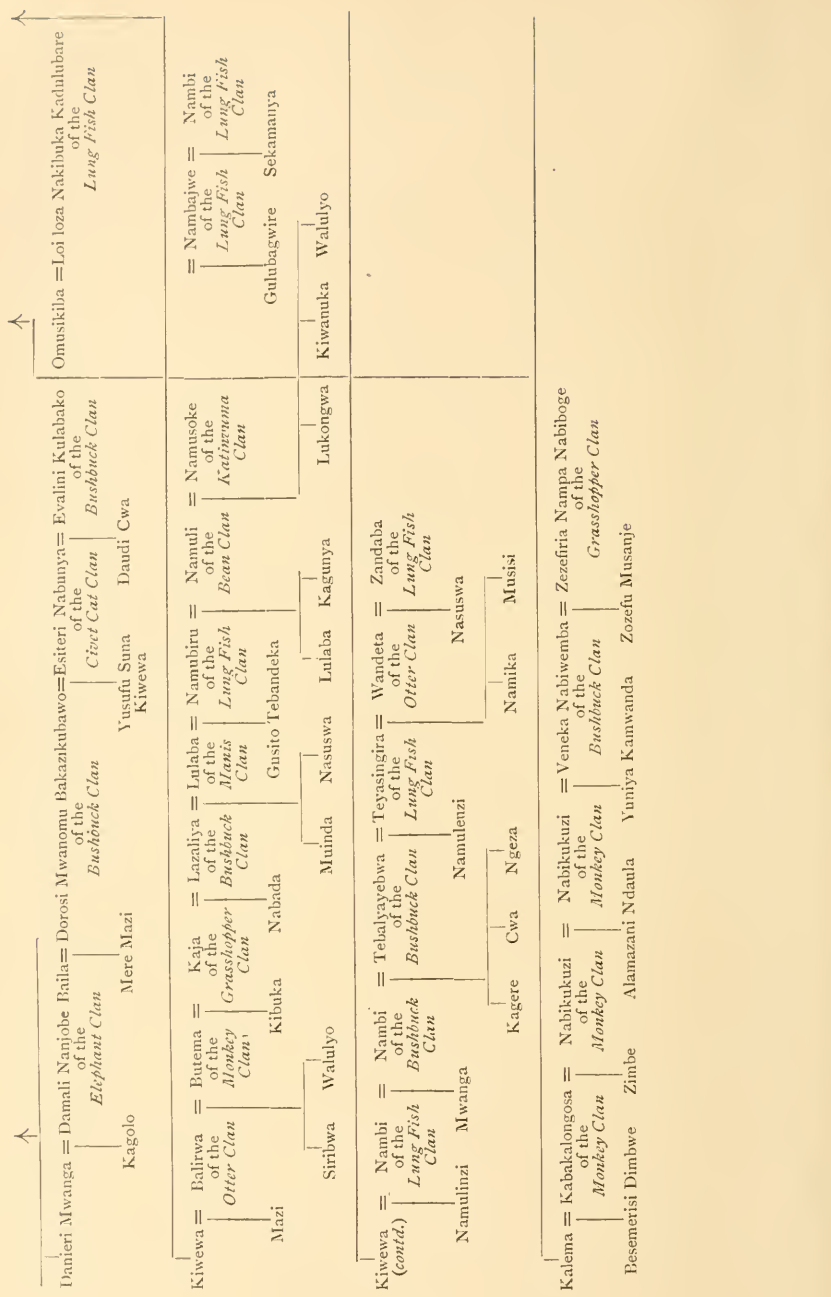 Danieri Mwanga = Damali Nanjobe Baila = Dorosi Mwanomu Bakazikubawo = Esiteri Nabunya = Evalini Kulabako
of the of the of the of the
Elephant Clan Bushbuck Clan Civet Cat Clan Bushbuck Clan
Kagolo Mere Mazi Yusufu Suna Daudi Cwa
Kiwewa
Omusikiba = Loi loza Nakibuka Kadulubare
of the
Lung Fish Clan
Kiwewa = Balirwa = Butema = Kaja = Lazaliya = Lulaba = Namubiru = Namuli = Namusoke
of the of the of the of the of the of the of the of the
Otter Clan Monkey Grasshopper Bushbuck Manis Lung Fish Bean Clan Katinvuma
Clan Clan Clan Clan Clan Clan
Mazi Kibuka Nabada Gusito Tebandeka
Siribwa Walulyo Muinda Nasuswa Lulaba Kagunya Lukongwa Kiwanuka Walulyo
= Nambajwe = Nambi
of the of the
Lung Fish Lung Fish
Clan Clan
Gulubagwire Sekamanya
Kiwewa = Nambi = Nambi = Tebalyayebwa = Teyasingira = Wandeta = Zandaba
(contd.) of the of the of the of the of the of the
Lung Fish Bushbuck Bushbuck Clan Lung Fish Otter Clan Lung Fish
Clan Clan Clan Clan
Namulinzi Mwanga Namulenzi Nasuswa
Kagere Cwa Ngeza Namika Musisi
Kalema = Kabakalongosa = Nabikukuzi = Nabikukuzi = Veneka Nabiwemba = Zezefiria Nampa Nabiboge
of the of the of the of the of the
Monkey Clan Monkey Clan Monkey Clan Bushbuck Clan Grasshopper Clan
Besemerisi Dimbwe Zimbe Alamazani Ndaula Yuniya Kamwanda Zozefu Musanje